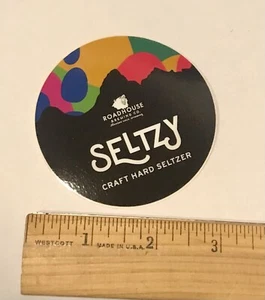 ROADHOUSE
BREWING CO.
SELTZY
CRAFT HARD SELTZER
1 2 3
WESTCOTT MADE IN U.S.A.